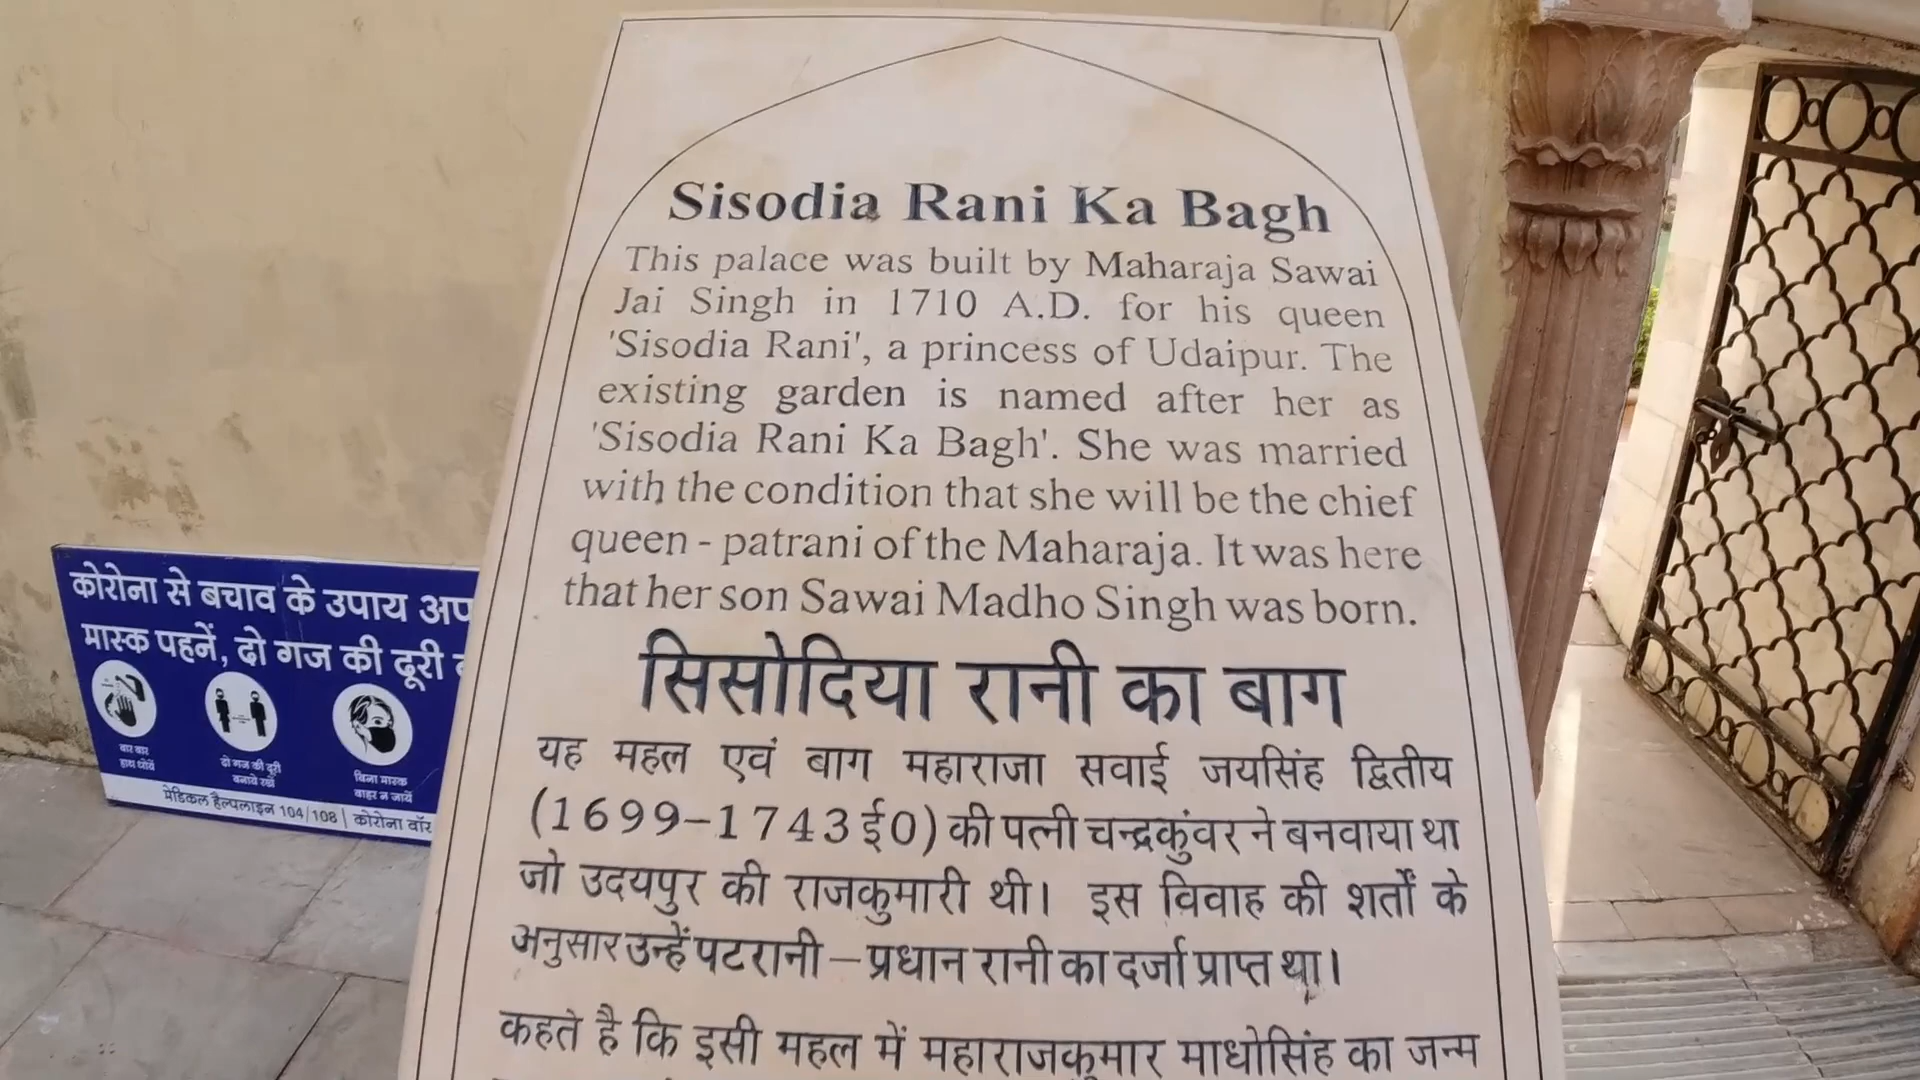 Sisodia Rani Ka Bagh
This palace was built by Maharaja Sawai
Jai Singh in 1710 A.D. for his queen
'Sisodia Rani', a princess of Udaipur. The
existing garden is named after her as
'Sisodia Rani Ka Bagh'. She was married
with the condition that she will be the chief
queen - patrani of the Maharaja. It was here
that her son Sawai Madho Singh was born.
सिसोदिया रानी का बाग
यह महल एवं बाग महाराजा सवाई जयसिंह द्वितीय
(1699-1743ई0) की पत्नी चन्द्रकुंवर ने बनवाया था
जो उदयपुर की राजकुमारी थी। इस विवाह की शर्तों के
अनुसार उन्हें पटरानी – प्रधान रानी का दर्जा प्राप्त था।
कहते है कि इसी महल में महाराजकुमार माधोसिंह का जन्म
कोरोना से बचाव के उपाय
मास्क पहनें, दो गज की दूरी
बार बार
हाथ धोयें
दो गज की दूरी
बनाये रखें
बिना मास्क
बाहर न जायें
मेडिकल हैल्पलाइन 104/108 | कोरोना वॉर